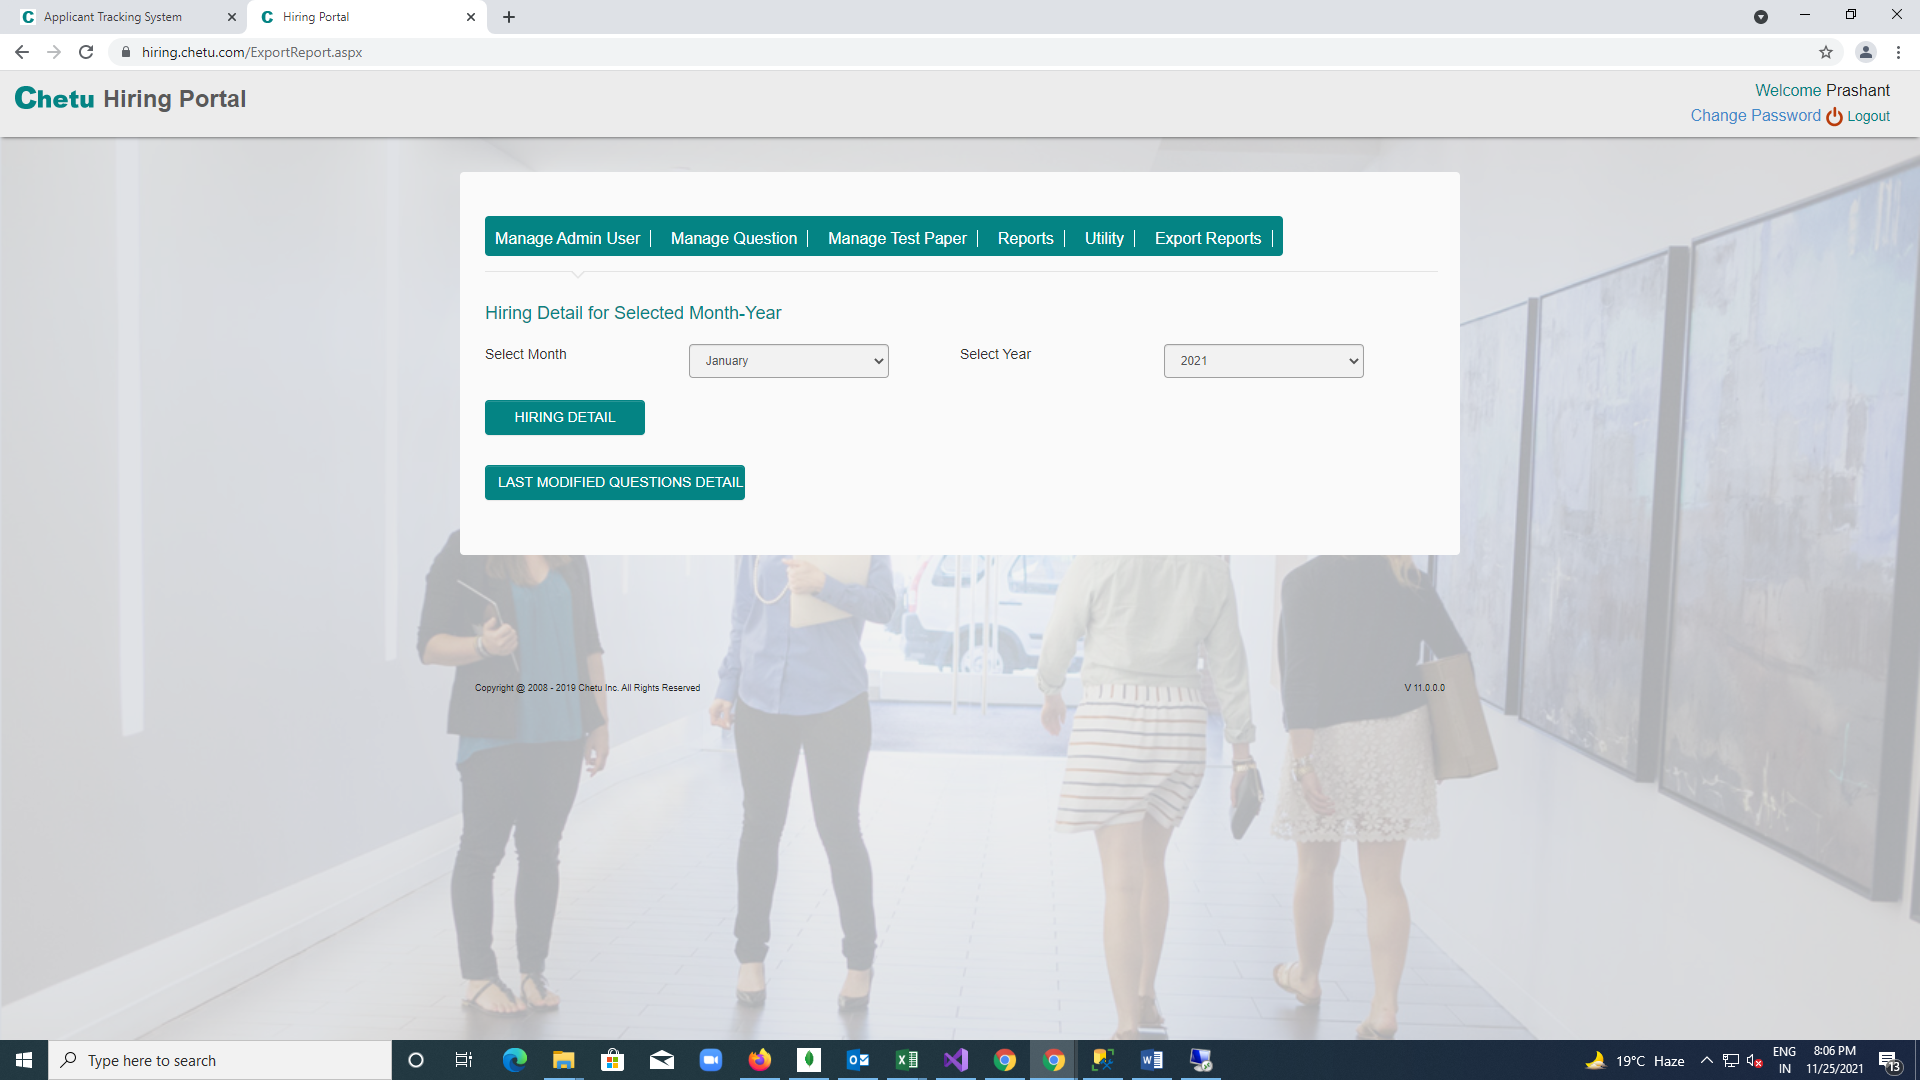 Applicant Tracking System
Hiring Portal
hiring.chetu.com/ExportReport.aspx
Chetu Hiring Portal
Welcome Prashant
Change Password Logout
Manage Admin User Manage Question Manage Test Paper Reports Utility Export Reports
Hiring Detail for Selected Month-Year
Select Month January Select Year 2021
HIRING DETAIL
LAST MODIFIED QUESTIONS DETAIL
Copyright @ 2008 - 2019 Chetu Inc. All Rights Reserved
V 11.0.0.0
Type here to search
19°C Haze
ENG
IN
8:06 PM
11/25/2021
13